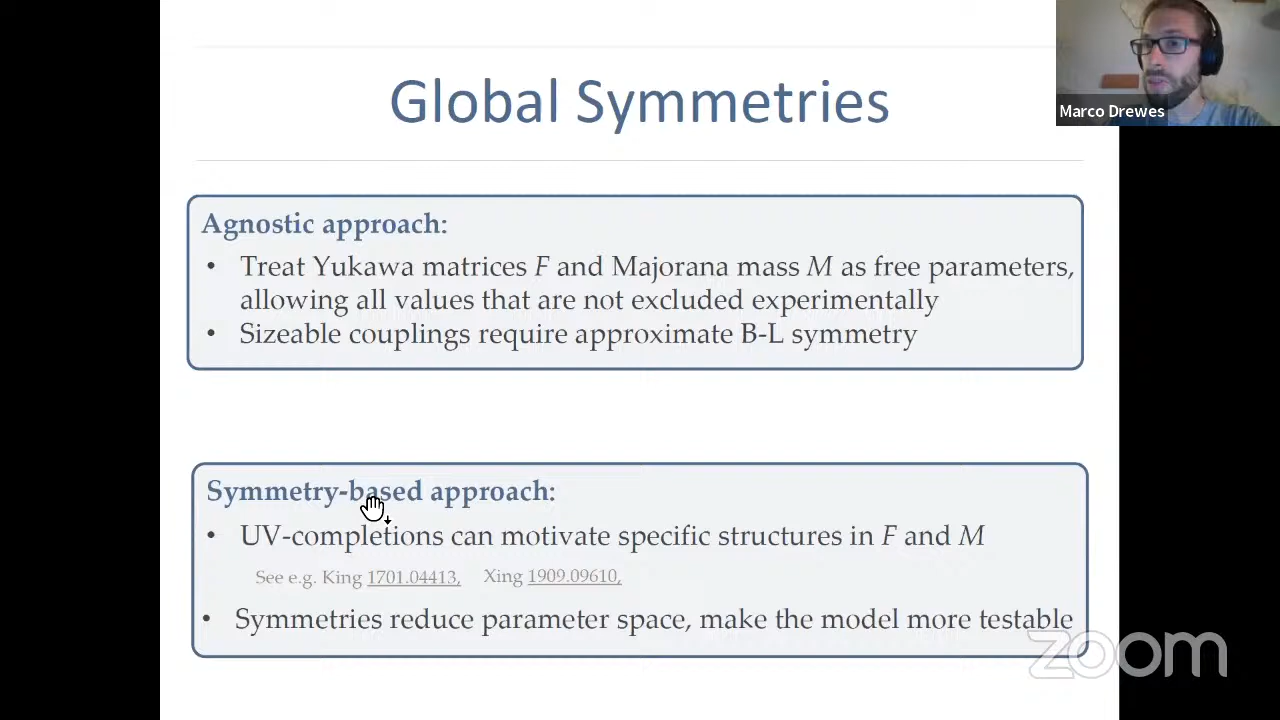 Global Symmetries
Marco Drewes
Agnostic approach:
• Treat Yukawa matrices F and Majorana mass M as free parameters,
allowing all values that are not excluded experimentally
• Sizeable couplings require approximate B-L symmetry
Symmetry-based approach:
• UV-completions can motivate specific structures in F and M
See e.g. King 1701.04413, Xing 1909.09610,
• Symmetries reduce parameter space, make the model more testable
zoom